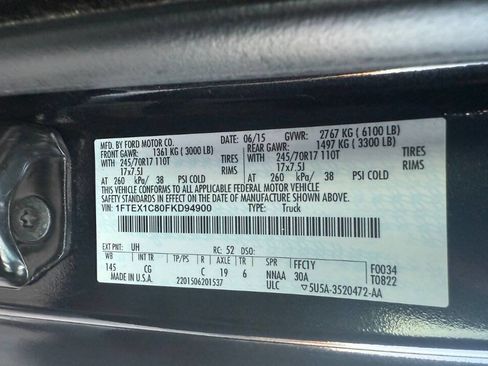 MFD. BY FORD MOTOR CO. DATE: 06/15 GVWR: 2767 KG ( 6100 LB)
FRONT GAWR: 1361 KG ( 3000 LB) REAR GAWR: 1497 KG ( 3300 LB)
WITH 245/70R17 110T TIRES WITH 245/70R17 110T TIRES
17x7.5J RIMS 17x7.5J RIMS
AT 260 kPa/ 38 PSI COLD AT 260 kPa/ 38 PSI COLD
THIS VEHICLE CONFORMS TO ALL APPLICABLE FEDERAL MOTOR VEHICLE
SAFETY STANDARDS IN EFFECT ON THE DATE OF MANUFACTURE SHOWN ABOVE.
VIN: 1FTEX1C80FKD94900 TYPE: Truck
EXT PNT: UH RC: 52 DSO:
WB INT TR TP/PS R AXLE TR SPR FFC1Y F0034
145 CG C 19 6 NNAA 30A T0822
MADE IN U.S.A. 2201506201537 ULC 5U5A-3520472-AA